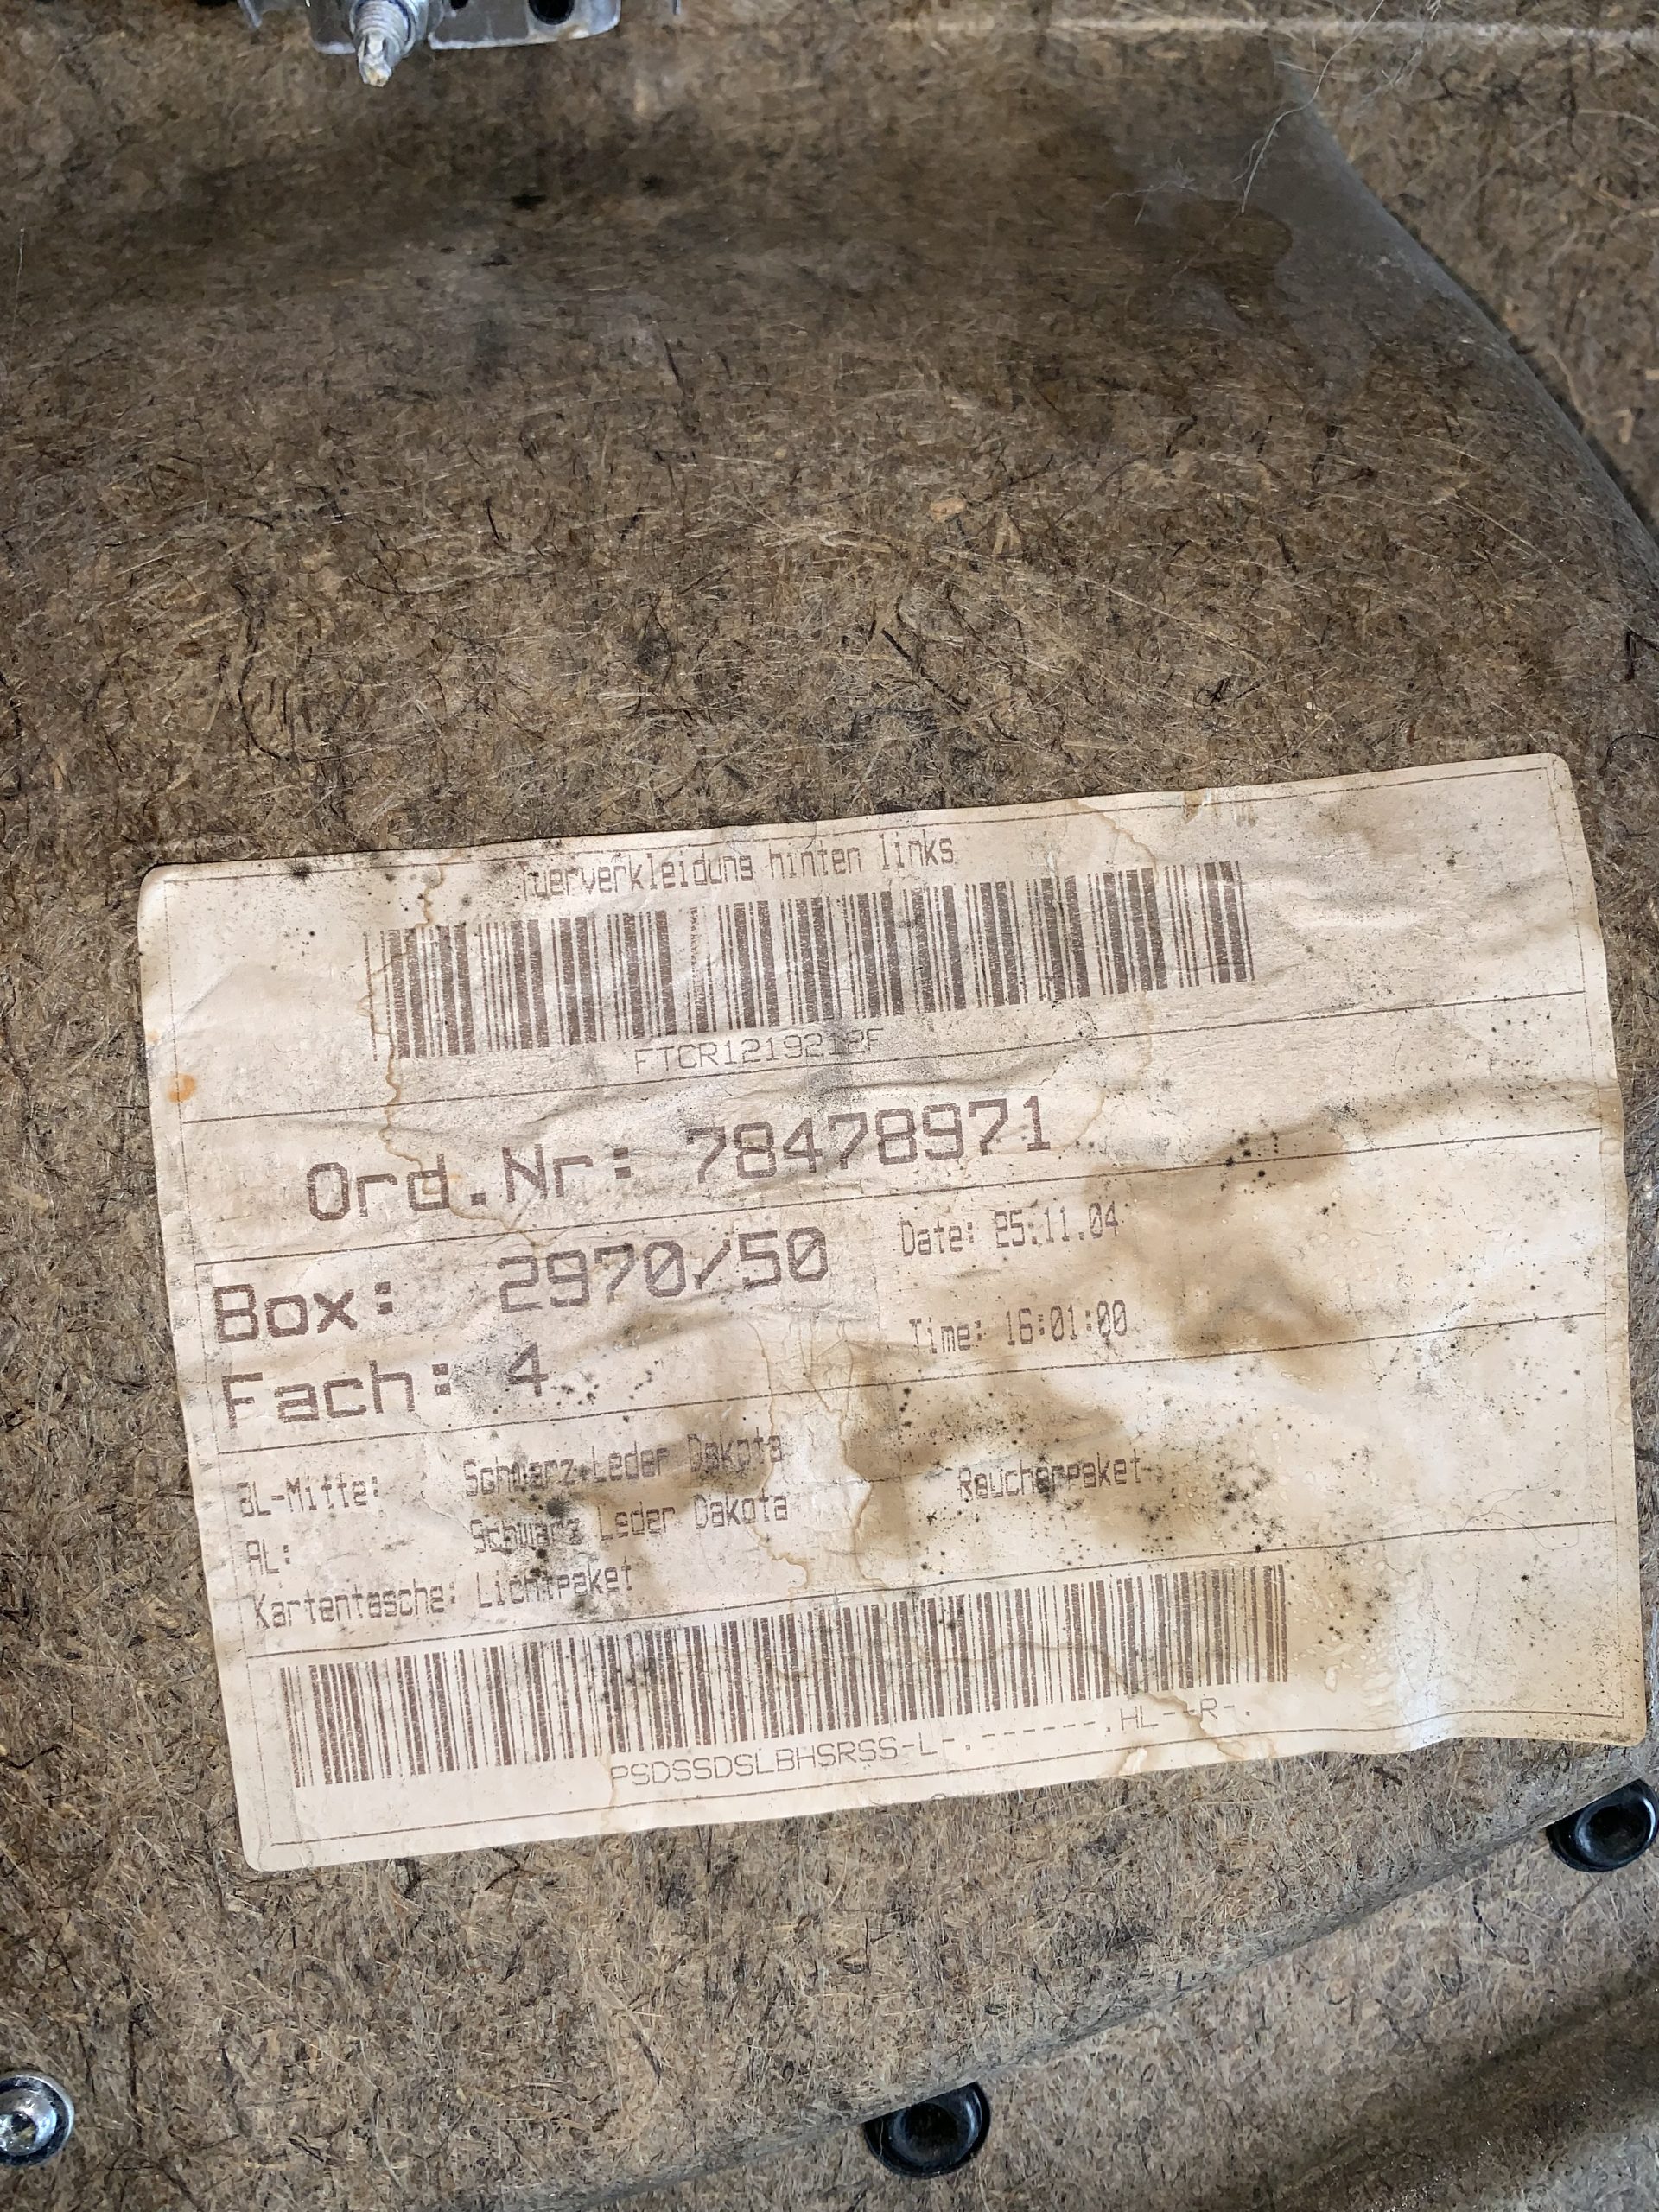 Tuerverkleidung hinten links
FTCR1219212F
Ord.Nr: 78478971
Box: 2970/50
Date: 25.11.04
Fach: 4
Time: 16:01:00
BL-Mitte: Schwarz Leder Dakota
Raucherpaket
AL: Schwarz Leder Dakota
Kartentasche: Lichtpaket
PSDSSDSLBHSRSS-L-.------.HL--R-.